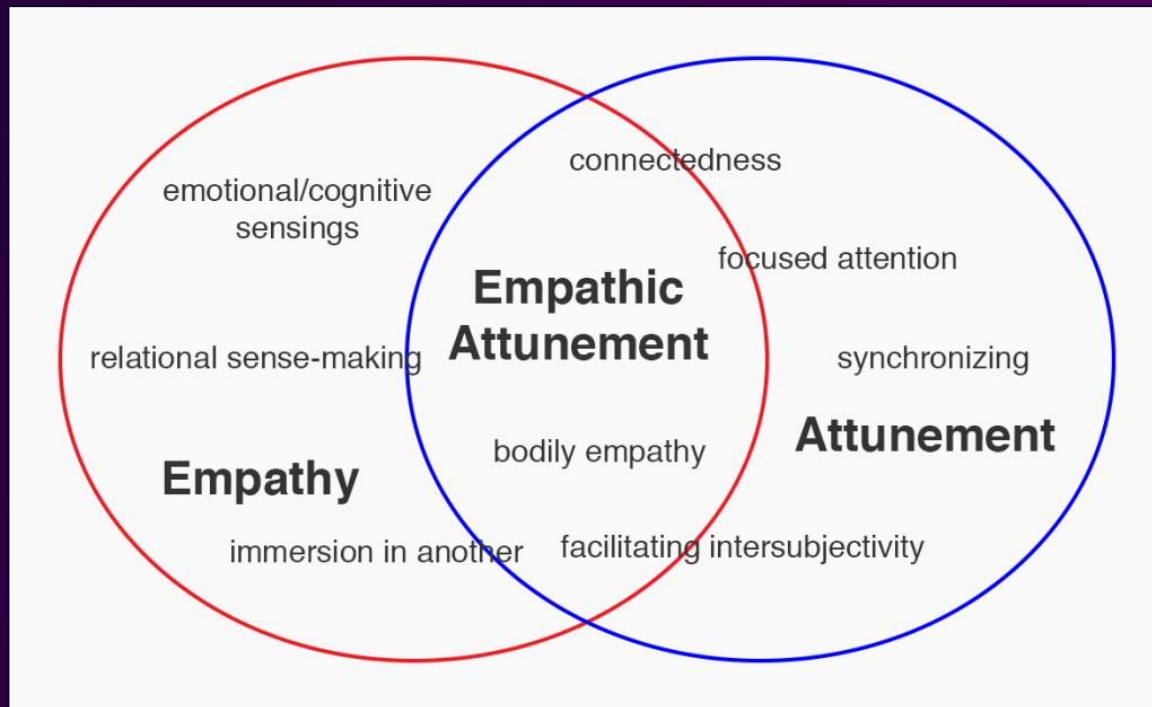 connectedness
emotional/cognitive
sensings
focused attention
Empathic
Attunement
relational sense-making
synchronizing
Attunement
bodily empathy
Empathy
immersion in another
facilitating intersubjectivity